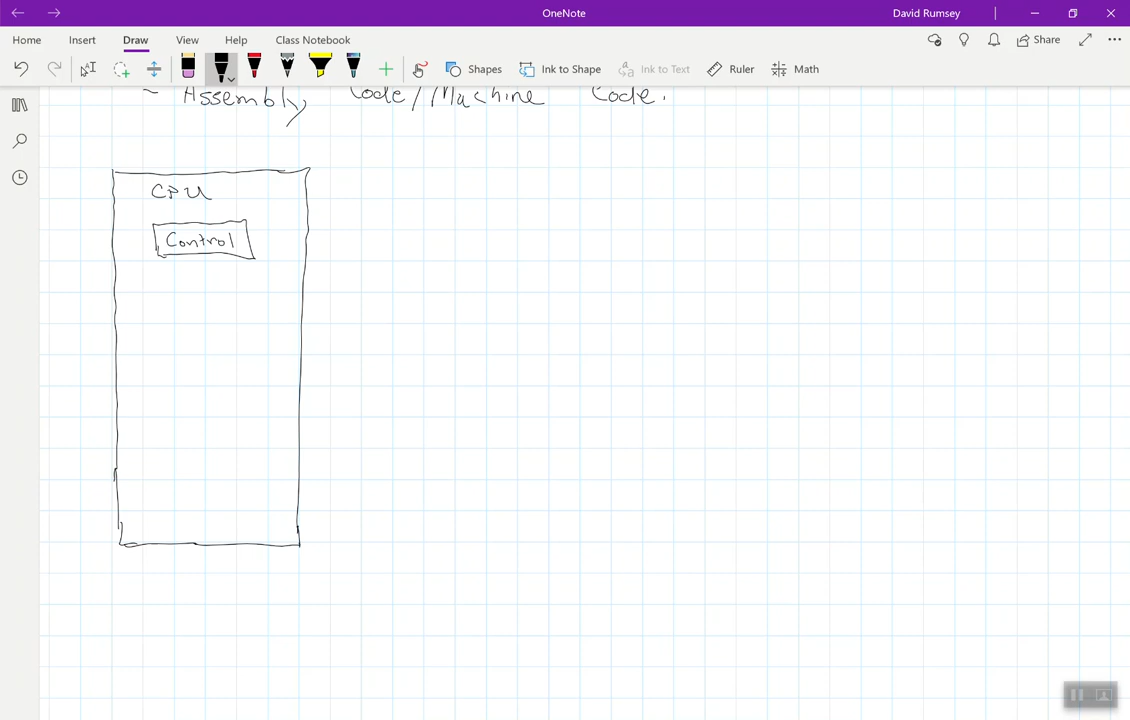 OneNote
David Rumsey
Home Insert Draw View Help Class Notebook
Share
Shapes Ink to Shape Ink to Text Ruler Math
~ Assembly Code/Machine Code.
CPU
Control